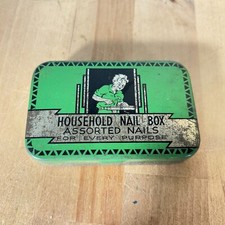 HOUSEHOLD NAIL BOX
ASSORTED NAILS
FOR EVERY PURPOSE